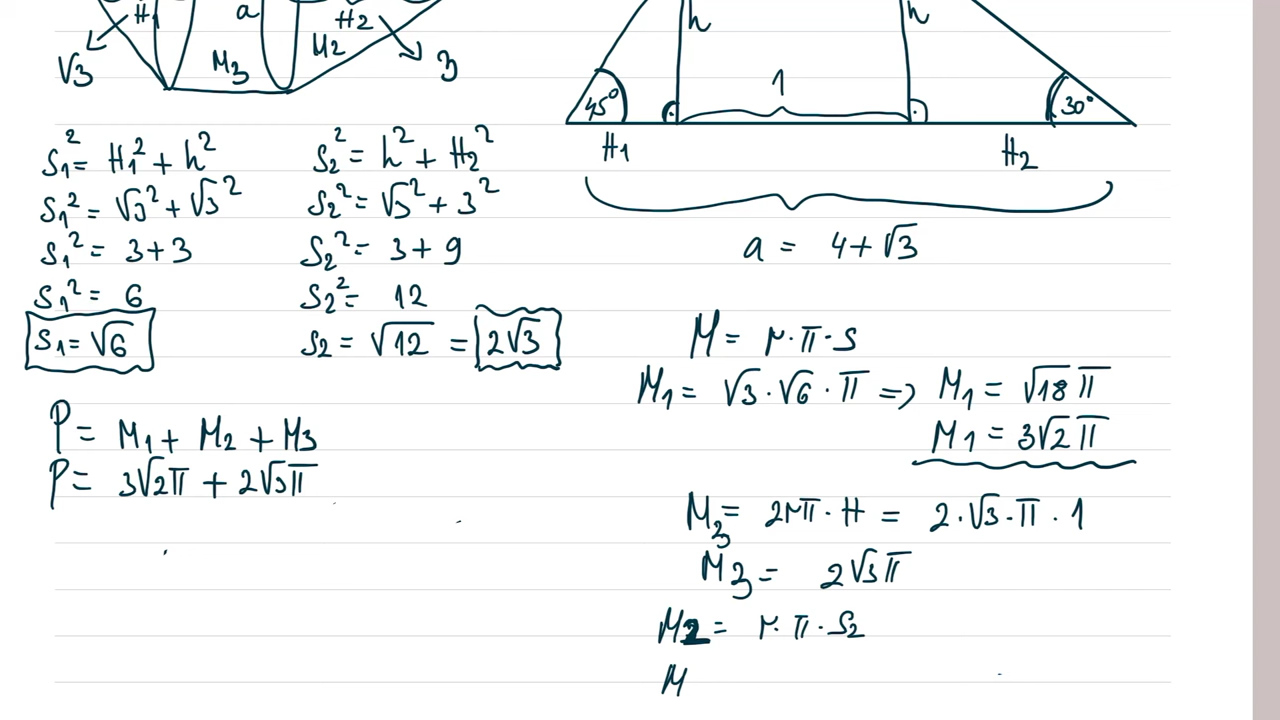 H1 a H2 h h
√3 M3 M2 3
45° 1 30°
H1 H2
S1² = H1² + h²
S1² = √3² + √3²
S1² = 3 + 3
S1² = 6
S1 = √6
S2² = h² + H2²
S2² = √3² + 3²
S2² = 3 + 9
S2² = 12
S2 = √12 = 2√3
a = 4 + √3
M = r·π·s
M1 = √3·√6·π => M1 = √18 π
M1 = 3√2 π
P = M1 + M2 + M3
P = 3√2π + 2√3π
M3 = 2rπ·H = 2·√3·π·1
M3 = 2√3π
M2 = r·π·S2
M